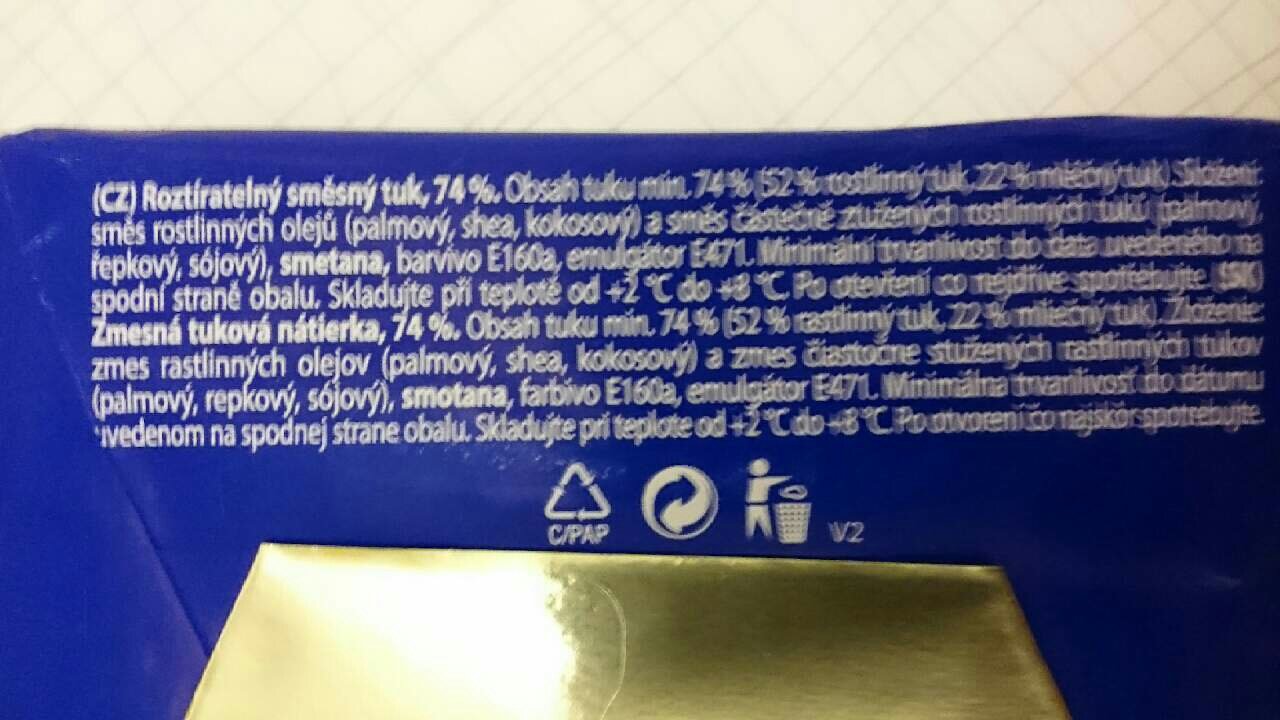 (CZ) Roztíratelný směsný tuk, 74 %. Obsah tuku min. 74 % (52 % rostlinný tuk, 22 % mléčný tuk). Složení:
směs rostlinných olejů (palmový, shea, kokosový) a směs částečně ztužených rostlinných tuků (palmový,
řepkový, sójový), smetana, barvivo E160a, emulgátor E471. Minimální trvanlivost do data uvedeného na
spodní straně obalu. Skladujte při teplotě od +2 °C do +8 °C. Po otevření co nejdříve spotřebujte. (SK)
Zmesná tuková nátierka, 74 %. Obsah tuku min. 74 % (52 % rastlinný tuk, 22 % mliečny tuk). Zloženie:
zmes rastlinných olejov (palmový, shea, kokosový) a zmes čiastočne stužených rastlinných tukov
(palmový, repkový, sójový), smotana, farbivo E160a, emulgátor E471. Minimálna trvanlivosť do dátumu
uvedenom na spodnej strane obalu. Skladujte pri teplote od +2 °C do +8 °C. Po otvorení čo najskôr spotrebujte.
C/PAP
V2